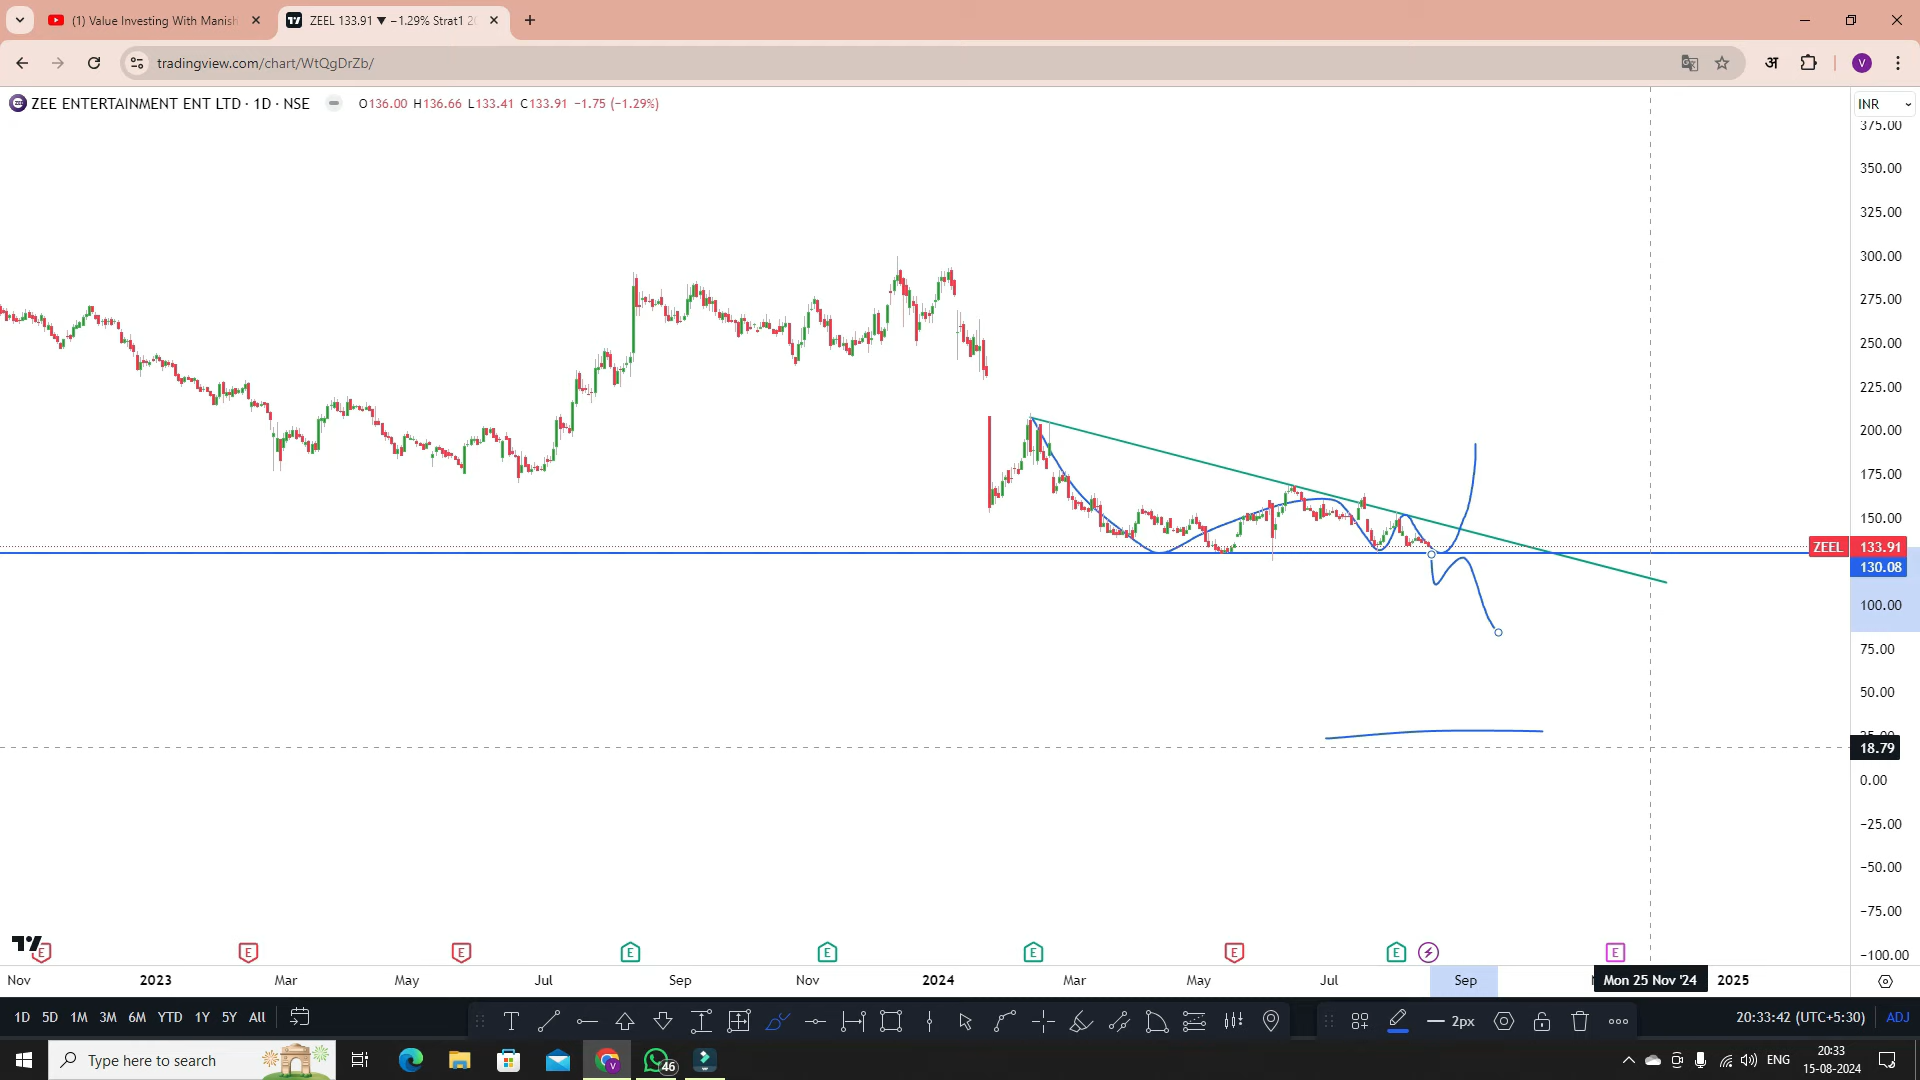 (1) Value Investing With Manish
ZEEL 133.91 ▼ −1.29% Strat1 2
tradingview.com/chart/WtQgDrZb/
अ
V
ZEE ENTERTAINMENT ENT LTD · 1D · NSE
O136.00 H136.66 L133.41 C133.91 −1.75 (−1.29%)
INR
375.00
350.00
325.00
300.00
275.00
250.00
225.00
200.00
175.00
150.00
ZEEL 133.91
130.08
100.00
75.00
50.00
18.79
0.00
−25.00
−50.00
−75.00
−100.00
E E E E E E E E E
Nov 2023 Mar May Jul Sep Nov 2024 Mar May Jul Sep Mon 25 Nov '24 2025
1D 5D 1M 3M 6M YTD 1Y 5Y All
T
2px
20:33:42 (UTC+5:30) ADJ
Type here to search
V
46
ENG
20:33
15-08-2024